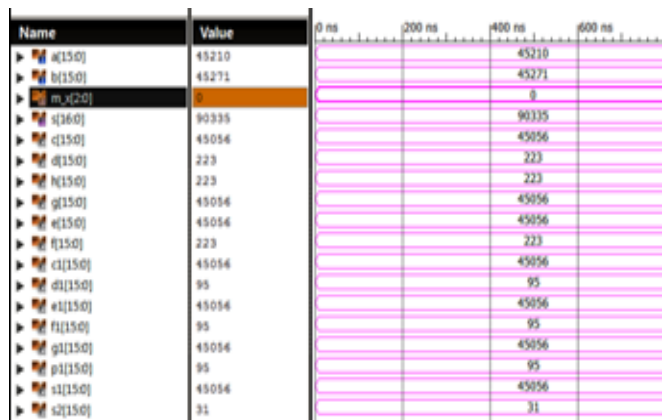 Name Value 0 ns 200 ns 400 ns 600 ns
a[15:0] 45210 45210
b[15:0] 45271 45271
m_x[2:0] 0 0
s[16:0] 90335 90335
c[15:0] 45056 45056
d[15:0] 223 223
h[15:0] 223 223
g[15:0] 45056 45056
e[15:0] 45056 45056
f[15:0] 223 223
c1[15:0] 45056 45056
d1[15:0] 95 95
e1[15:0] 45056 45056
f1[15:0] 95 95
g1[15:0] 45056 45056
p1[15:0] 95 95
s1[15:0] 45056 45056
s2[15:0] 31 31